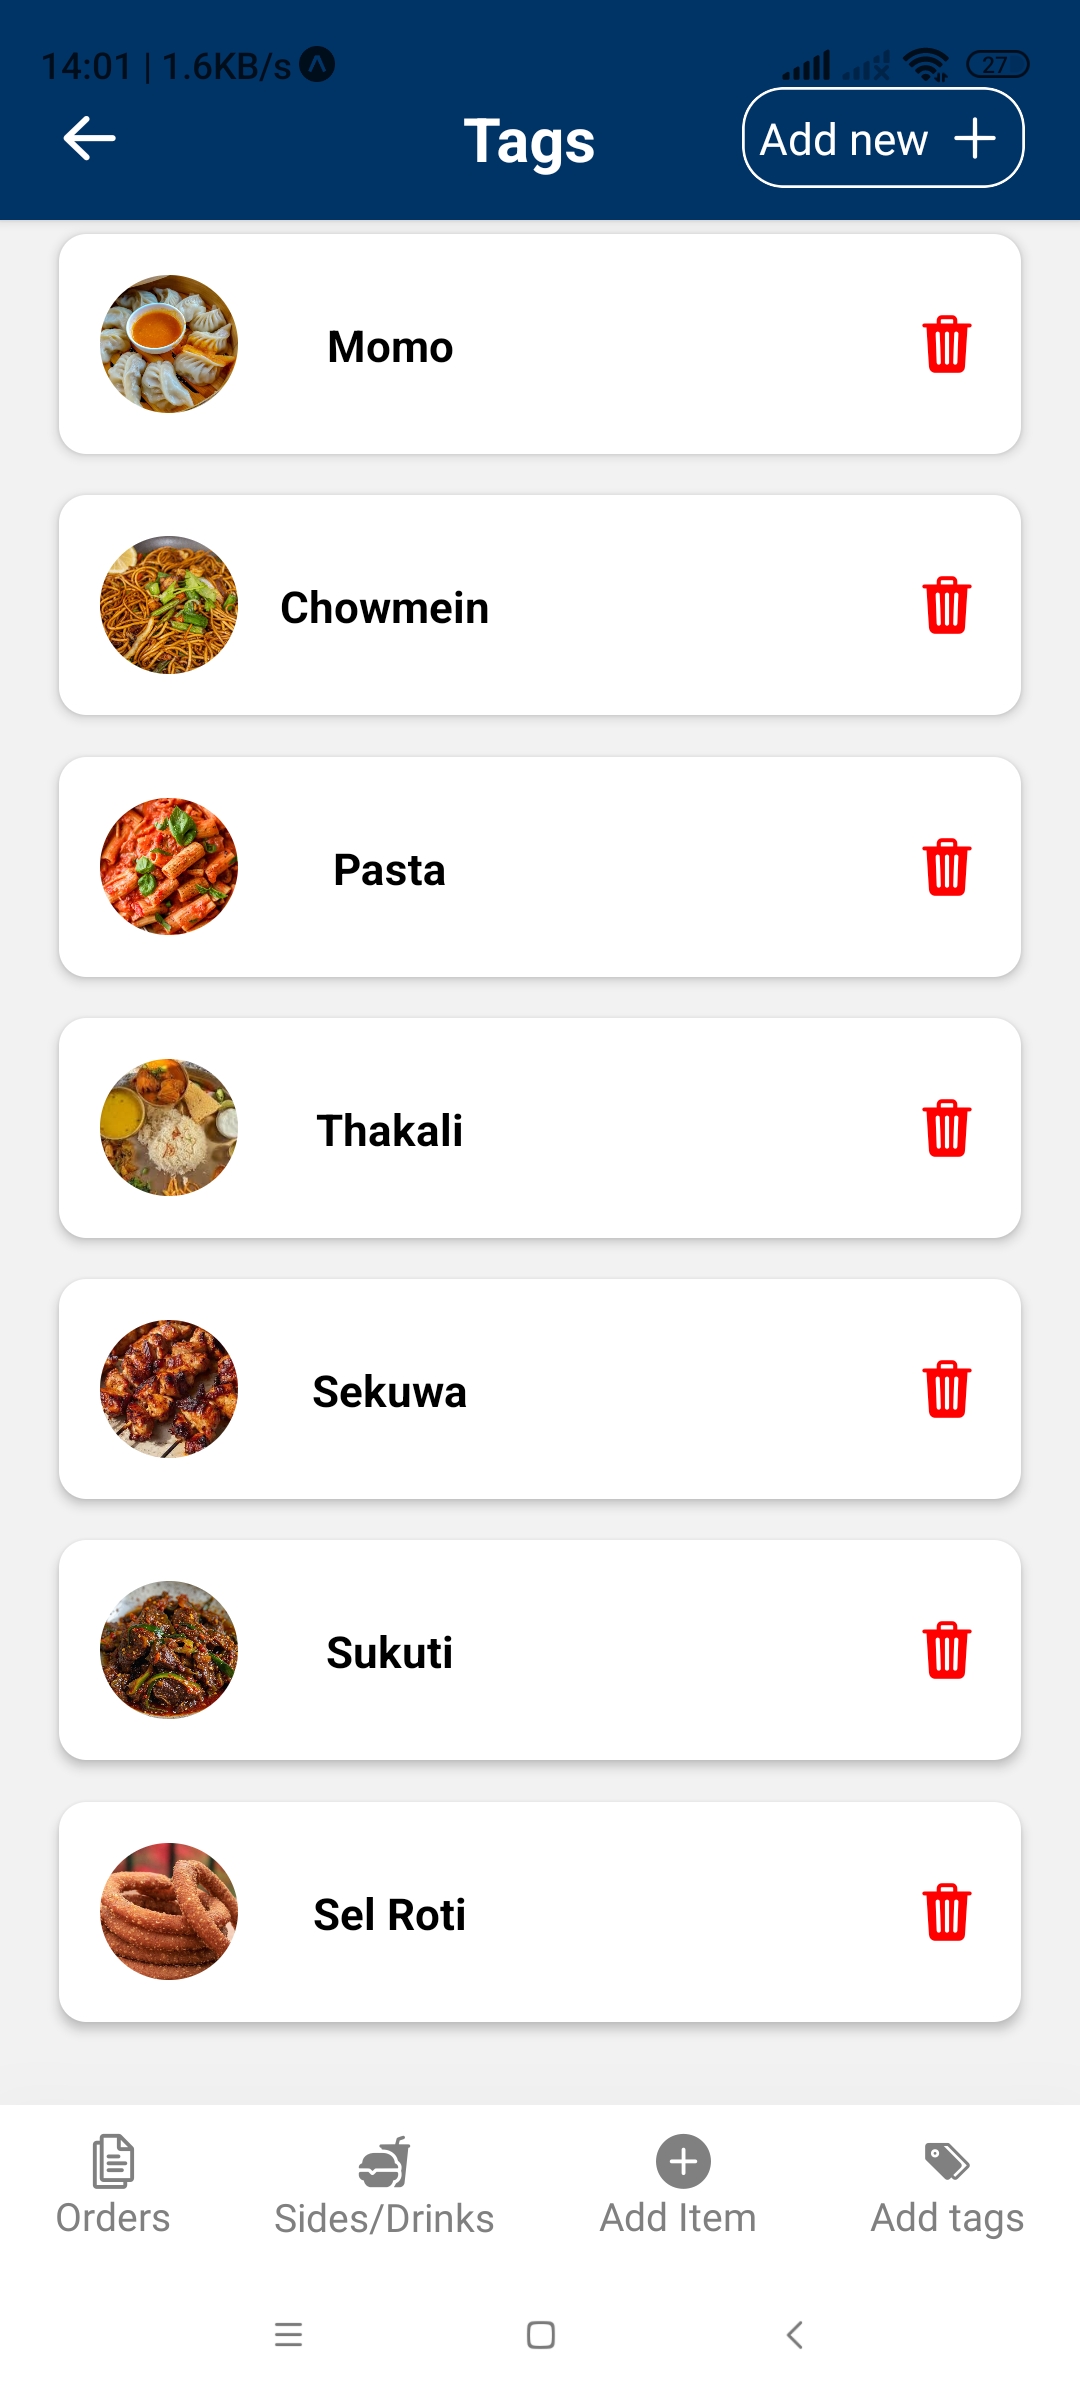 14:01 | 1.6KB/s
27
Tags
Add new
Momo
Chowmein
Pasta
Thakali
Sekuwa
Sukuti
Sel Roti
Orders
Sides/Drinks
Add Item
Add tags